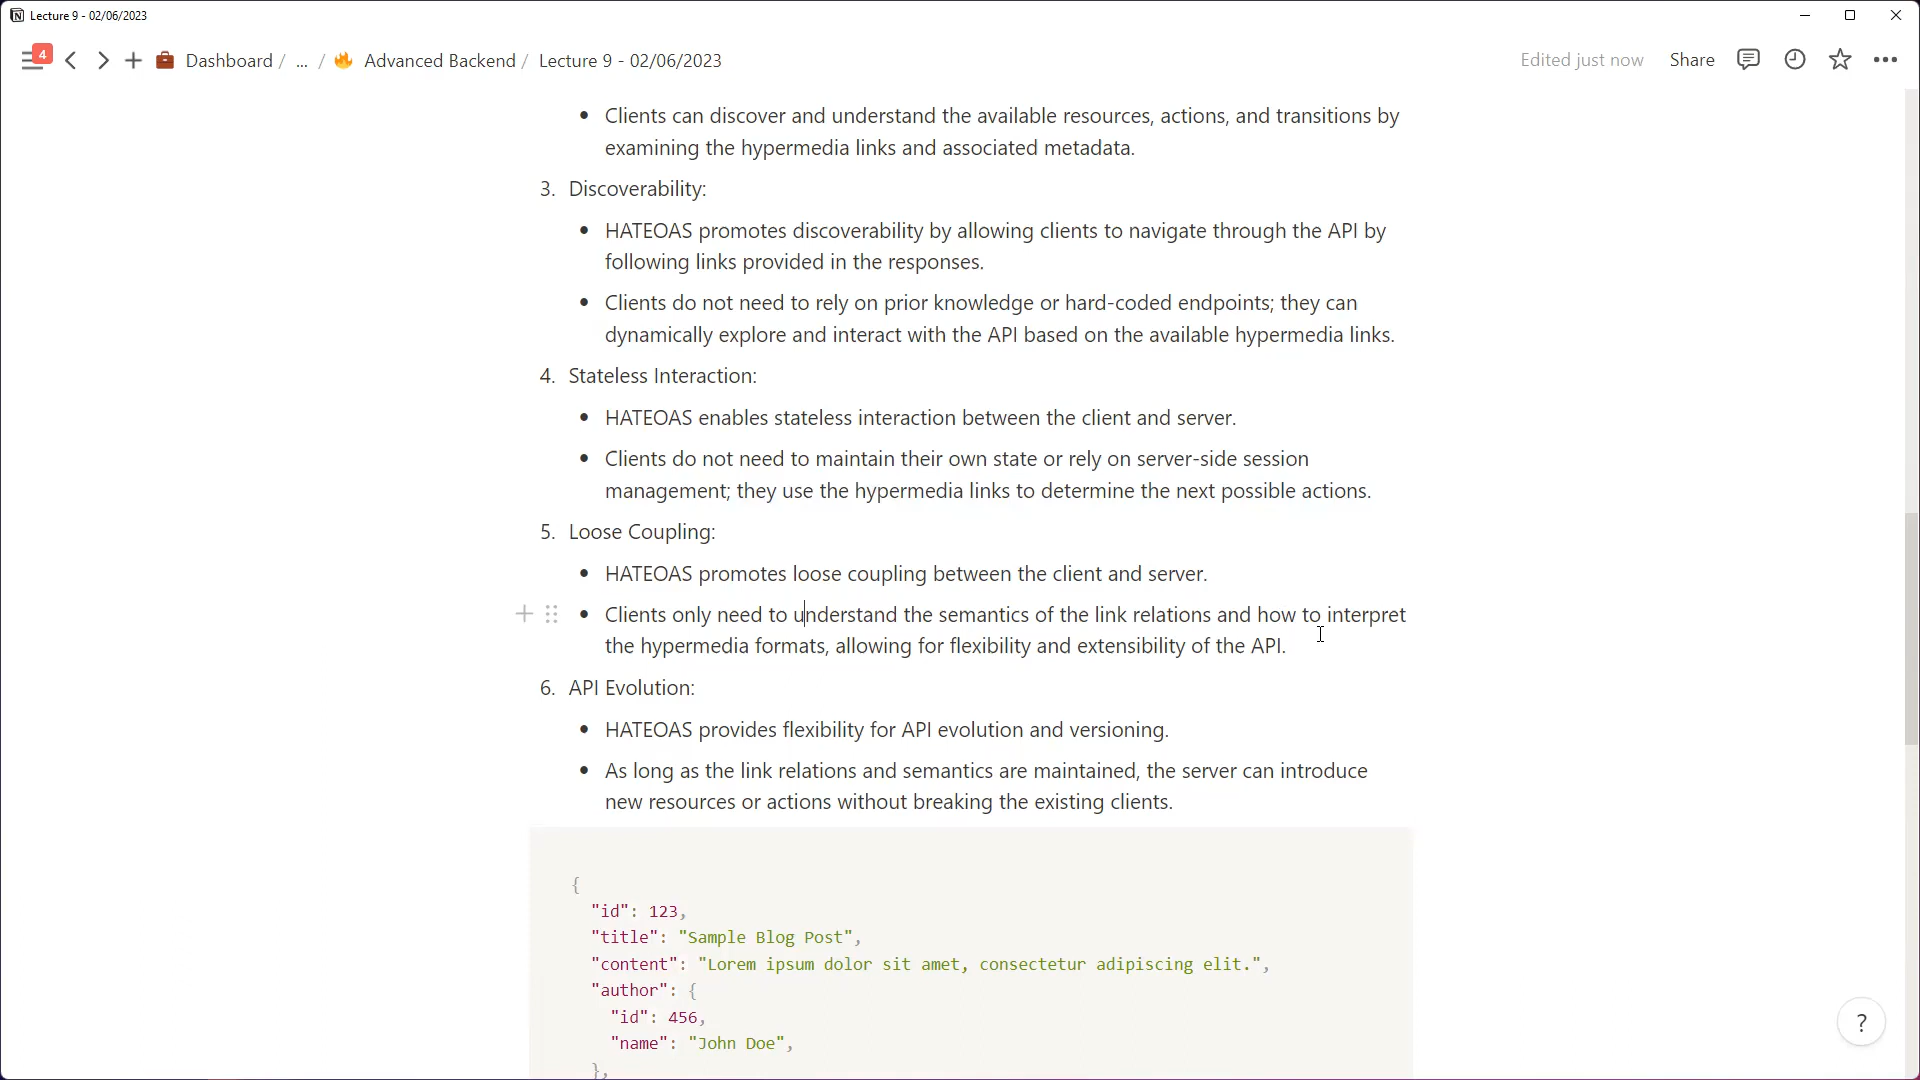 Lecture 9 - 02/06/2023
4
Dashboard / ... / Advanced Backend / Lecture 9 - 02/06/2023
Edited just now
Share
Clients can discover and understand the available resources, actions, and transitions by
examining the hypermedia links and associated metadata.
3. Discoverability:
HATEOAS promotes discoverability by allowing clients to navigate through the API by
following links provided in the responses.
Clients do not need to rely on prior knowledge or hard-coded endpoints; they can
dynamically explore and interact with the API based on the available hypermedia links.
4. Stateless Interaction:
HATEOAS enables stateless interaction between the client and server.
Clients do not need to maintain their own state or rely on server-side session
management; they use the hypermedia links to determine the next possible actions.
5. Loose Coupling:
HATEOAS promotes loose coupling between the client and server.
Clients only need to understand the semantics of the link relations and how to interpret
the hypermedia formats, allowing for flexibility and extensibility of the API.
6. API Evolution:
HATEOAS provides flexibility for API evolution and versioning.
As long as the link relations and semantics are maintained, the server can introduce
new resources or actions without breaking the existing clients.
{
"id": 123,
"title": "Sample Blog Post",
"content": "Lorem ipsum dolor sit amet, consectetur adipiscing elit.",
"author": {
"id": 456,
"name": "John Doe",
},
?